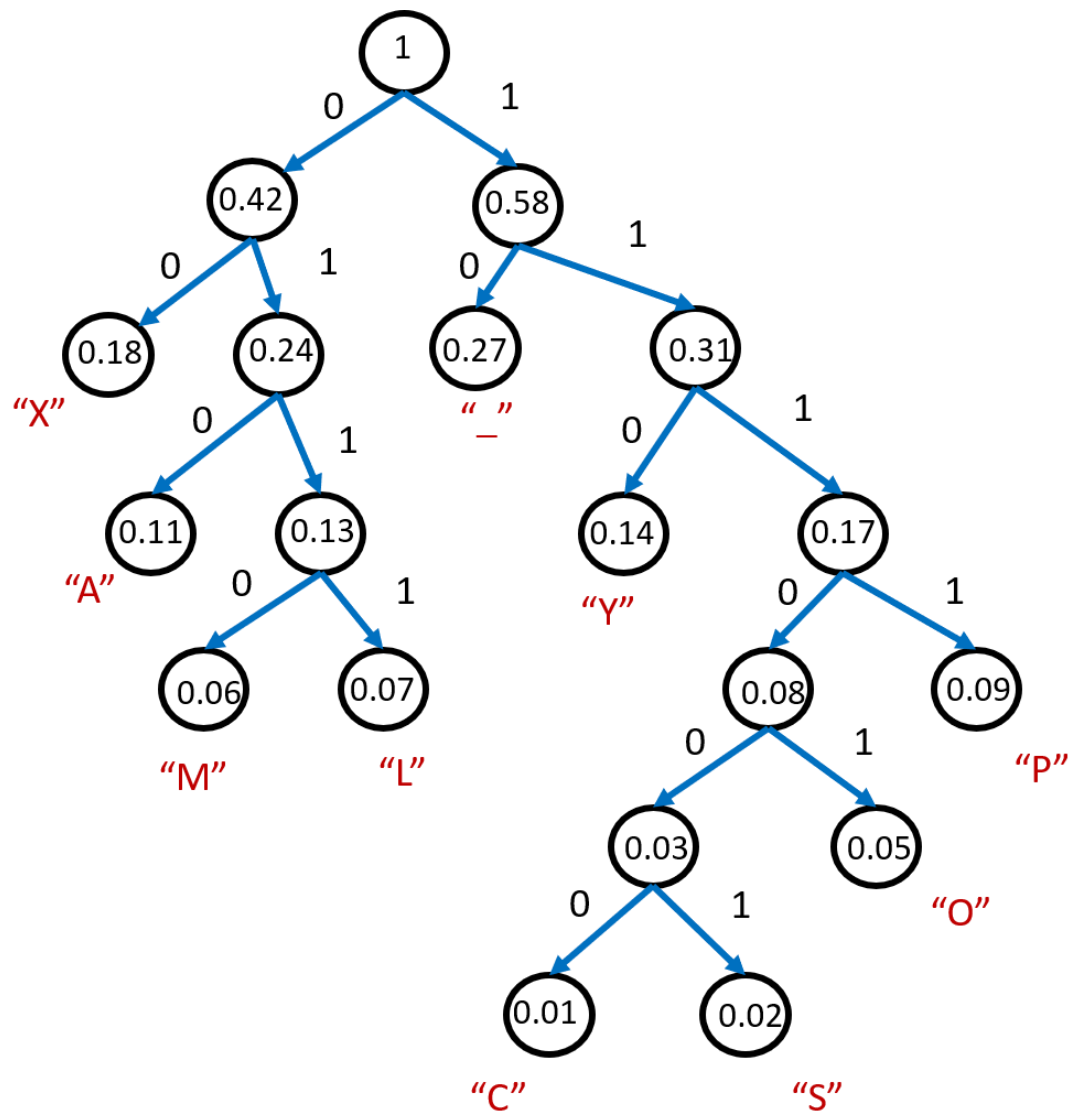 1
0 1
0.42 0.58
0 1 0 1
0.18 0.24 0.27 0.31
“X” 0 1 “_” 0 1
0.11 0.13 0.14 0.17
“A” 0 1 “Y” 0 1
0.06 0.07 0.08 0.09
“M” “L” 0 1 “P”
0.03 0.05
0 1 “O”
0.01 0.02
“C” “S”